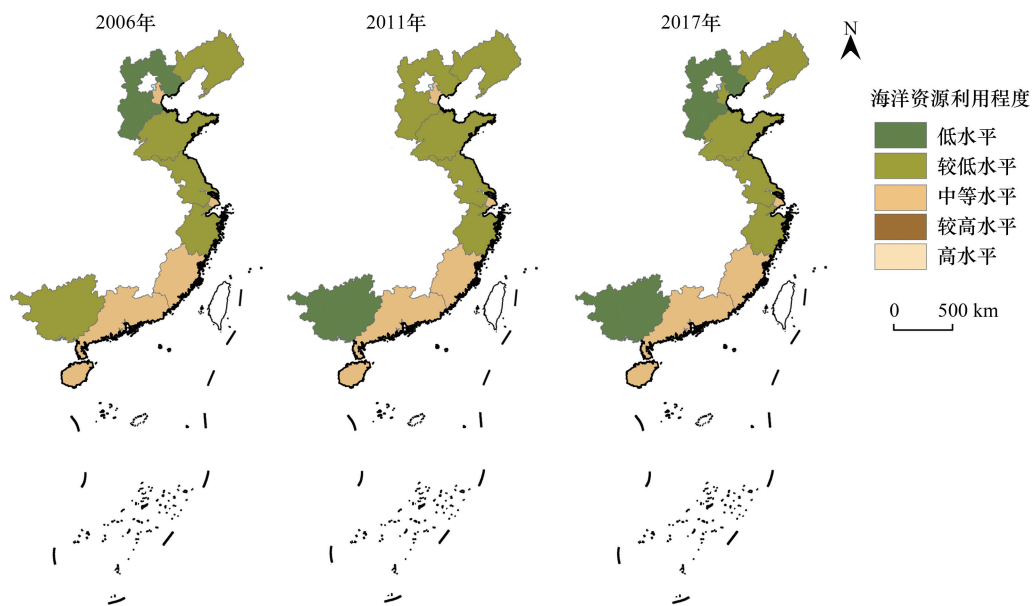 2006年
2011年
2017年
N
海洋资源利用程度
低水平
较低水平
中等水平
较高水平
高水平
0 500 km